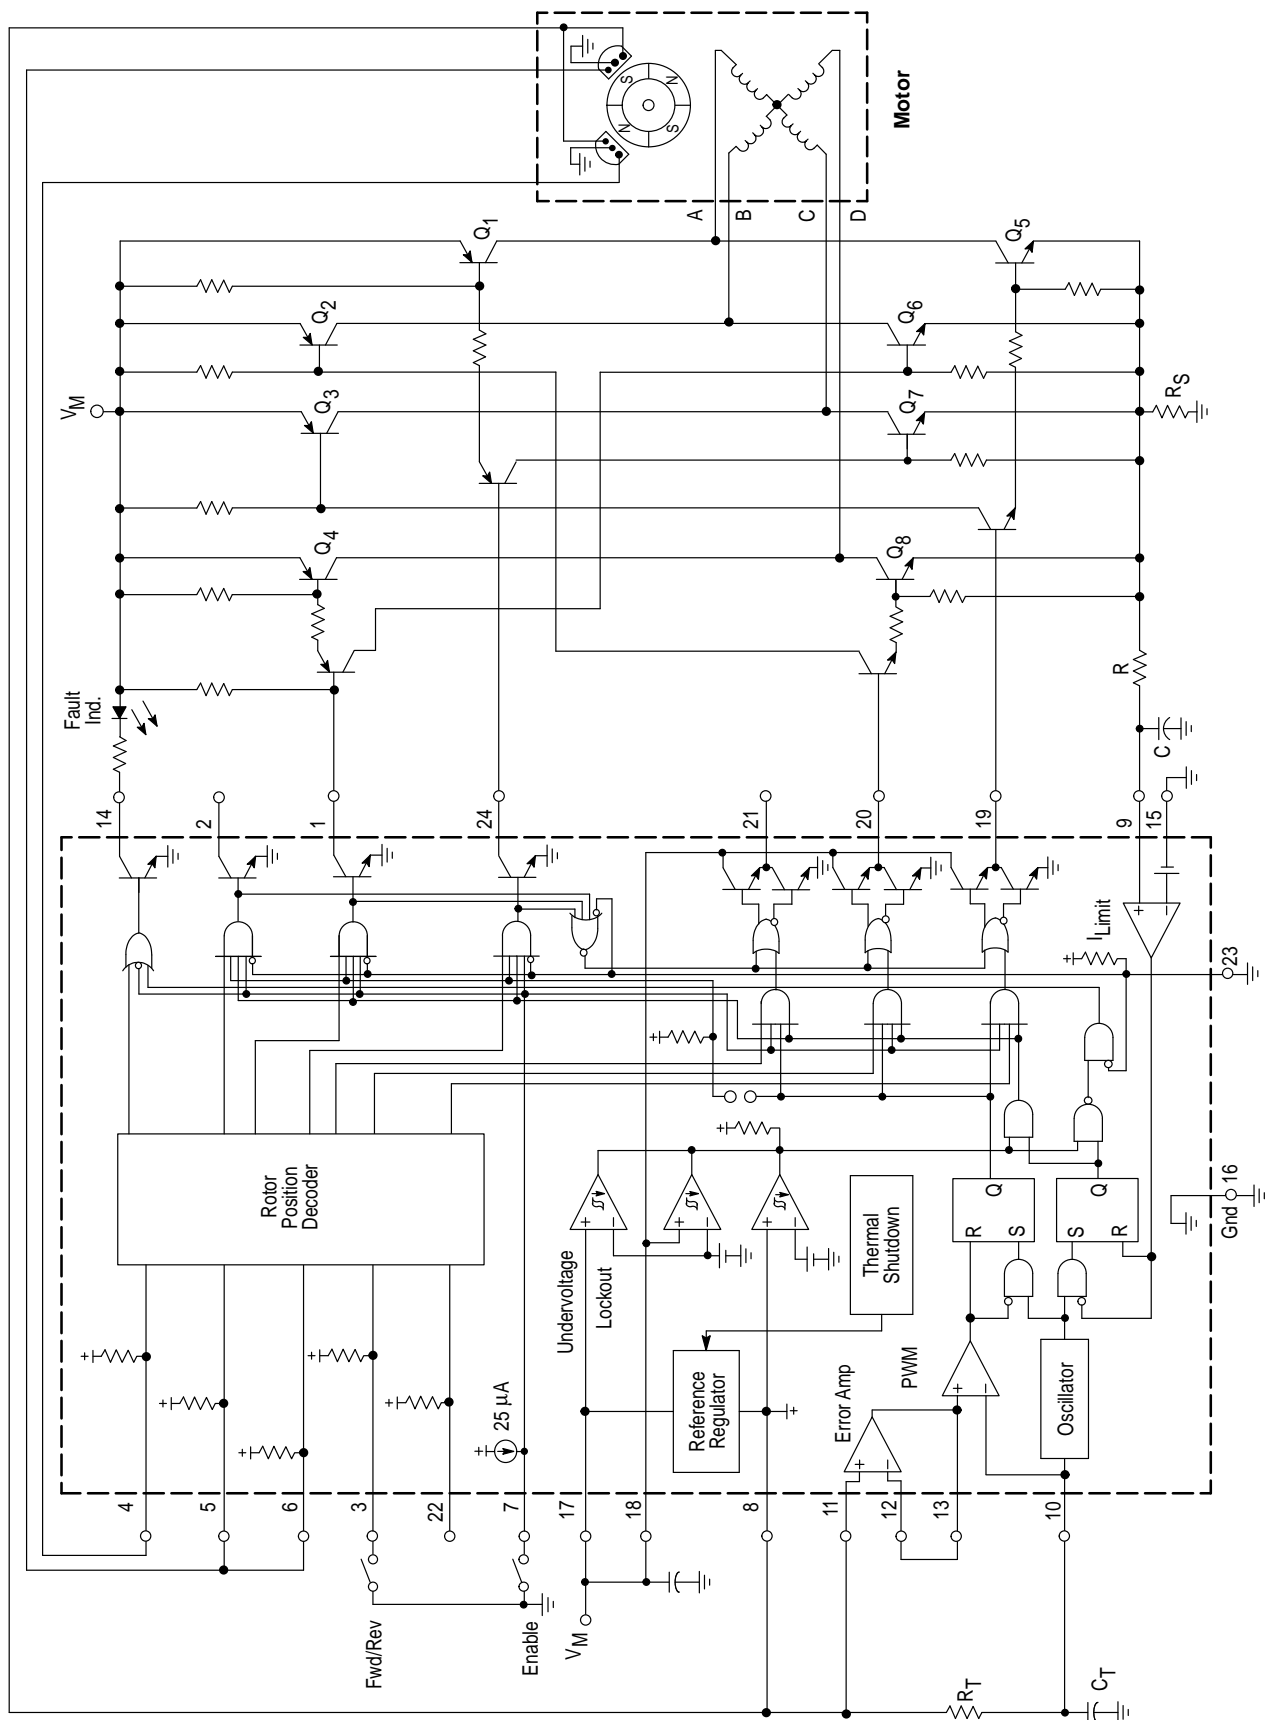 4
5
6
3
22
7
17
18
8
11
12
13
10
Fwd/Rev
Enable
VM
RT
CT
Rotor
Position
Decoder
25 µA
Undervoltage
Lockout
Reference
Regulator
Thermal
Shutdown
Error Amp
PWM
Oscillator
R
Q
S
S
Q
R
+
-
ILimit
Gnd 16
23
14
2
1
24
21
20
19
9
15
Fault
Ind.
VM
Q4
Q3
Q2
Q1
Q8
Q7
Q6
Q5
R
C
RS
A
B
C
D
N
S
S
N
Motor